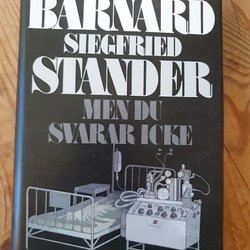 BARNARD
SIEGFRIED
STANDER
MEN DU
SVARAR ICKE